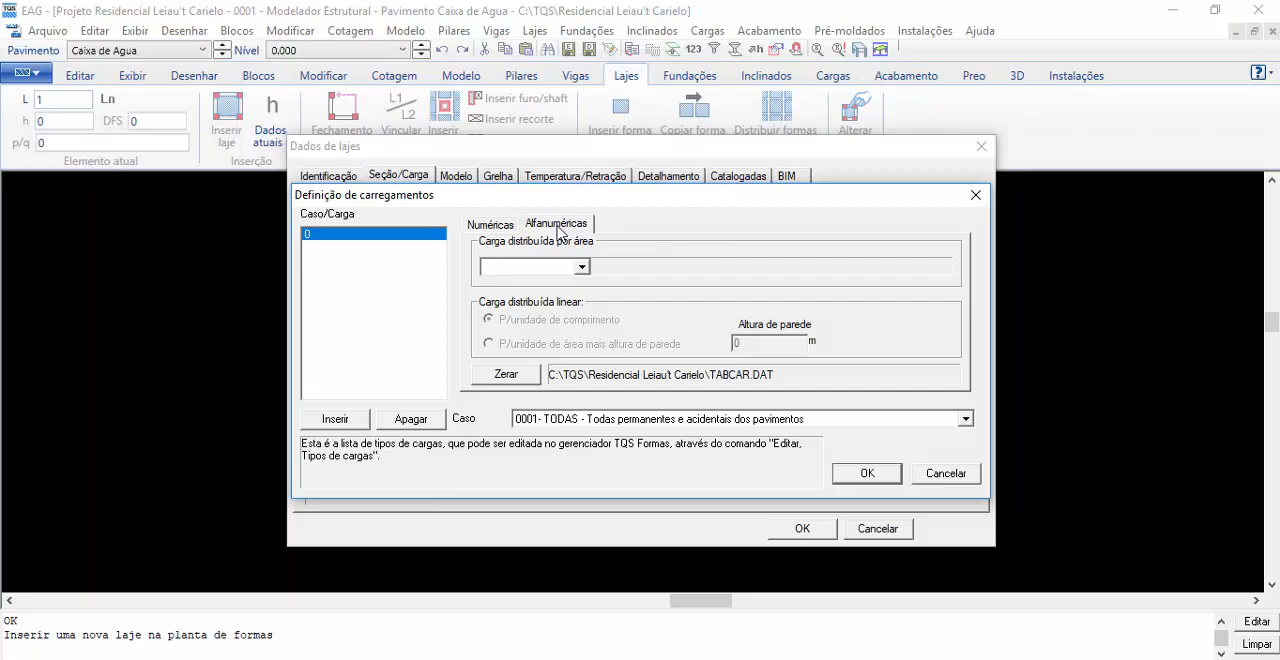 EAG - [Projeto Residencial Leiau't Carielo - 0001 - Modelador Estrutural - Pavimento Caixa de Agua - C:\TQS\Residencial Leiau't Carielo]
Arquivo Editar Exibir Desenhar Blocos Modificar Cotagem Modelo Pilares Vigas Lajes Fundações Inclinados Cargas Acabamento Pré-moldados Instalações Ajuda
Pavimento Caixa de Agua Nível 0.000 123
Editar Exibir Desenhar Blocos Modificar Cotagem Modelo Pilares Vigas Lajes Fundações Inclinados Cargas Acabamento Preo 3D Instalações
L 1 Ln h L1 L2 Inserir furo/shaft
h 0 DFS 0 Inserir recorte
Inserir laje Dados atuais Fechamento Vincular Inserir Inserir forma Copiar forma Distribuir formas Alterar
p/q 0
Elemento atual Inserção
Dados de lajes
Identificação Seção/Carga Modelo Grelha Temperatura/Retração Detalhamento Catalogadas BIM
Definição de carregamentos
Caso/Carga
0
Numéricas Alfanuméricas
Carga distribuída por área
Carga distribuída linear:
P/unidade de comprimento
Altura de parede
P/unidade de área mais altura de parede 0 m
Zerar C:\TQS\Residencial Leiau't Carielo\TABCAR.DAT
Inserir Apagar Caso 0001- TODAS - Todas permanentes e acidentais dos pavimentos
Esta é a lista de tipos de cargas, que pode ser editada no gerenciador TQS Formas, através do comando "Editar,
Tipos de cargas".
OK Cancelar
OK Cancelar
OK
Inserir uma nova laje na planta de formas
Editar
Limpar